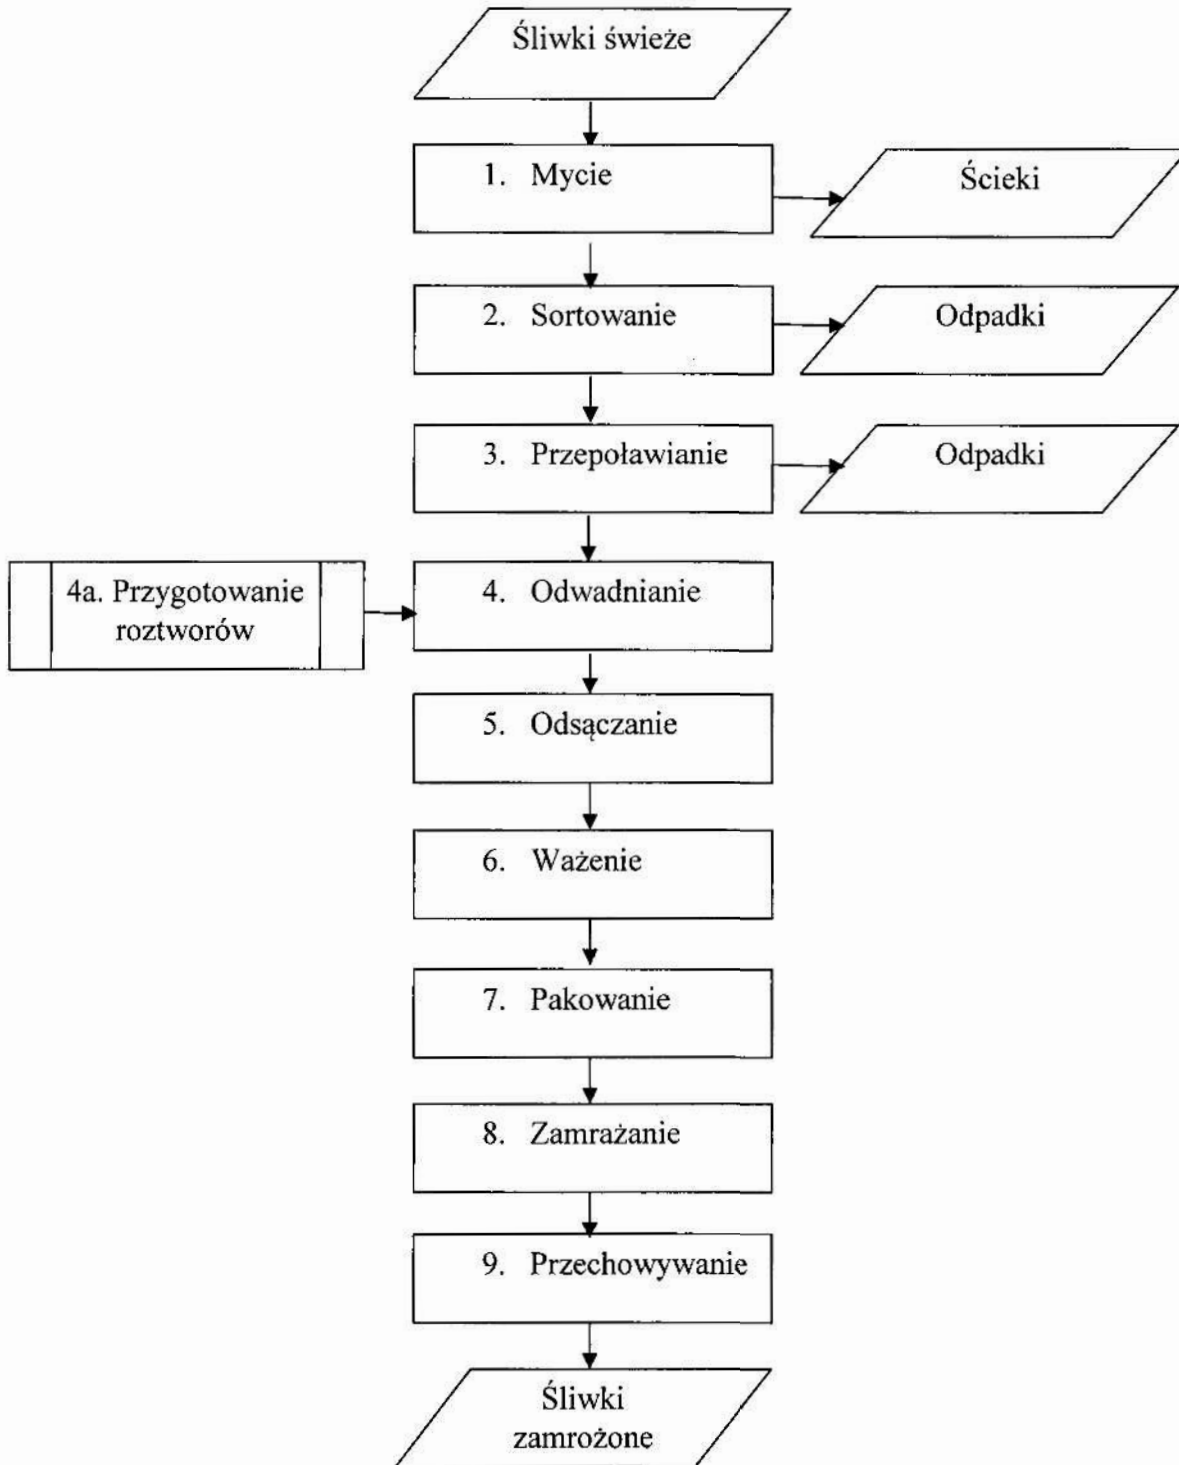 Śliwki świeże
1. Mycie
Ścieki
2. Sortowanie
Odpadki
3. Przepoławianie
Odpadki
4a. Przygotowanie
roztworów
4. Odwadnianie
5. Odsączanie
6. Ważenie
7. Pakowanie
8. Zamrażanie
9. Przechowywanie
Śliwki
zamrożone